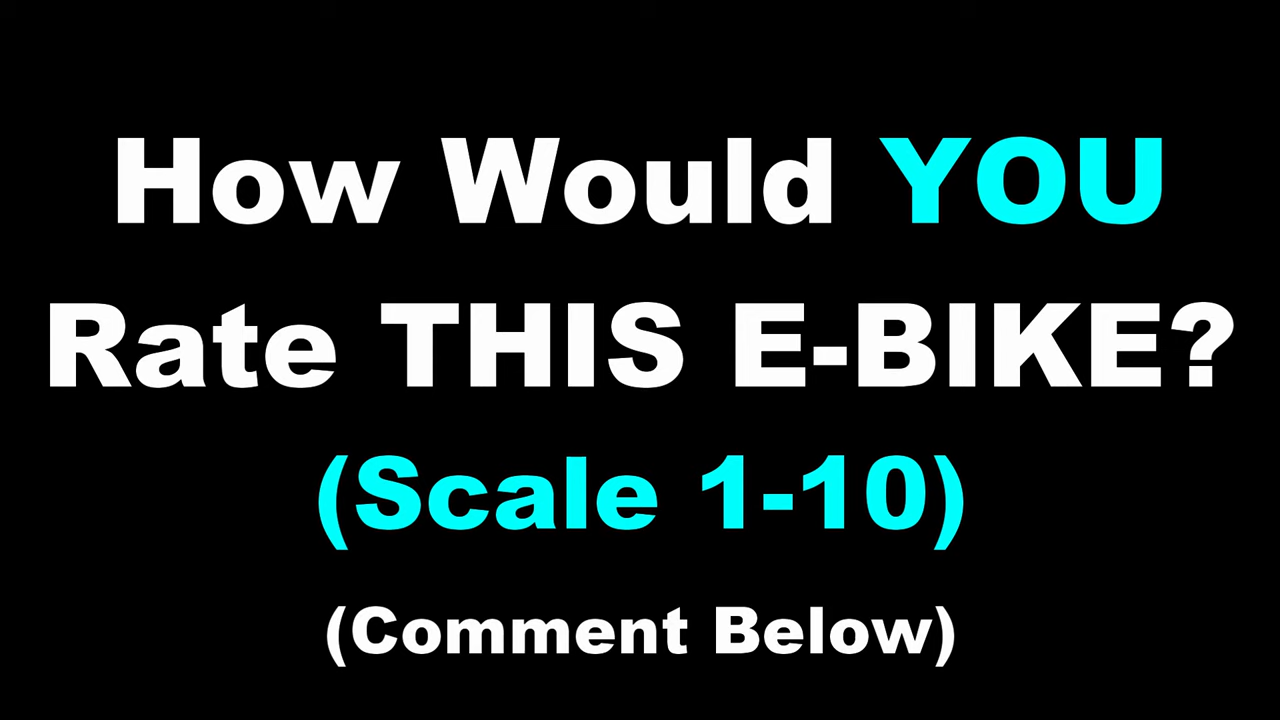 How Would YOU
Rate THIS E-BIKE?
(Scale 1-10)
(Comment Below)